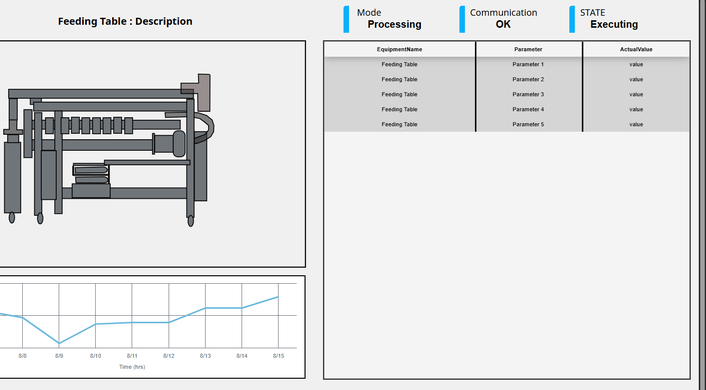 Feeding Table : Description
Mode
Processing
Communication
OK
STATE
Executing
EquipmentName Parameter ActualValue
Feeding Table Parameter 1 value
Feeding Table Parameter 2 value
Feeding Table Parameter 3 value
Feeding Table Parameter 4 value
Feeding Table Parameter 5 value
8/8 8/9 8/10 8/11 8/12 8/13 8/14 8/15
Time (hrs)